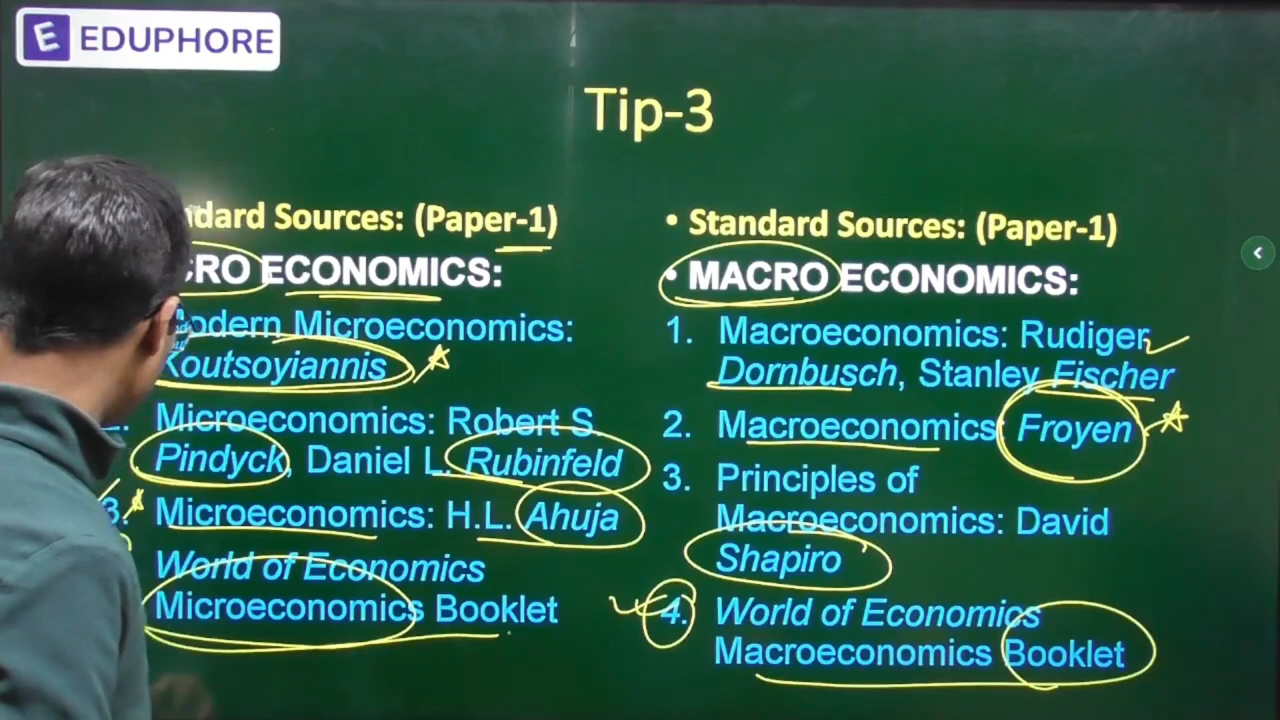 E EDUPHORE
Tip-3
Sources: (Paper-1)
CRO ECONOMICS:
Modern Microeconomics:
Koutsoyiannis
2. Microeconomics: Robert S.
Pindyck, Daniel L. Rubinfeld
3. Microeconomics: H.L. Ahuja
World of Economics
Microeconomics Booklet
• Standard Sources: (Paper-1)
• MACRO ECONOMICS:
1. Macroeconomics: Rudiger
Dornbusch, Stanley Fischer
2. Macroeconomics: Froyen
3. Principles of
Macroeconomics: David
Shapiro
4. World of Economics
Macroeconomics Booklet